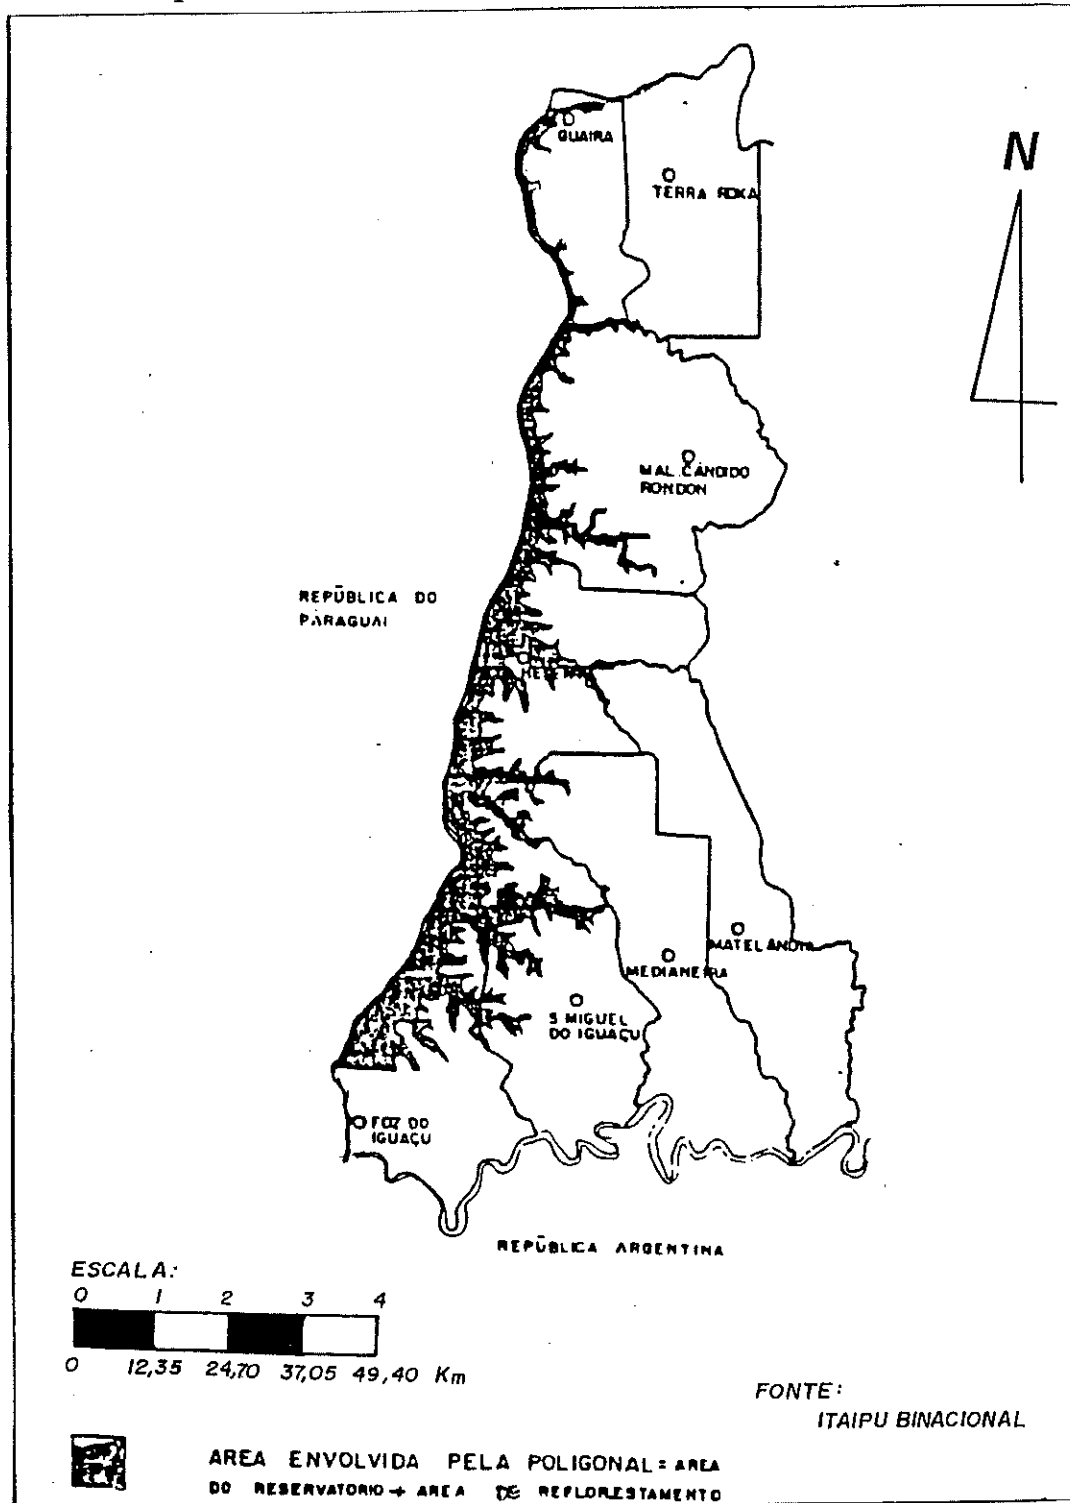 GUAIRA
N
TERRA ROXA
MAL. CÂNDIDO
RONDON
REPÚBLICA DO
PARAGUAI
MATELANDIA
MEDIANEIRA
S. MIGUEL
DO IGUAÇU
FOZ DO
IGUAÇU
REPÚBLICA ARGENTINA
ESCALA:
0 1 2 3 4
0 12,35 24,70 37,05 49,40 Km
FONTE:
ITAIPU BINACIONAL
AREA ENVOLVIDA PELA POLIGONAL = AREA
DO RESERVATORIO + AREA DE REFLORESTAMENTO